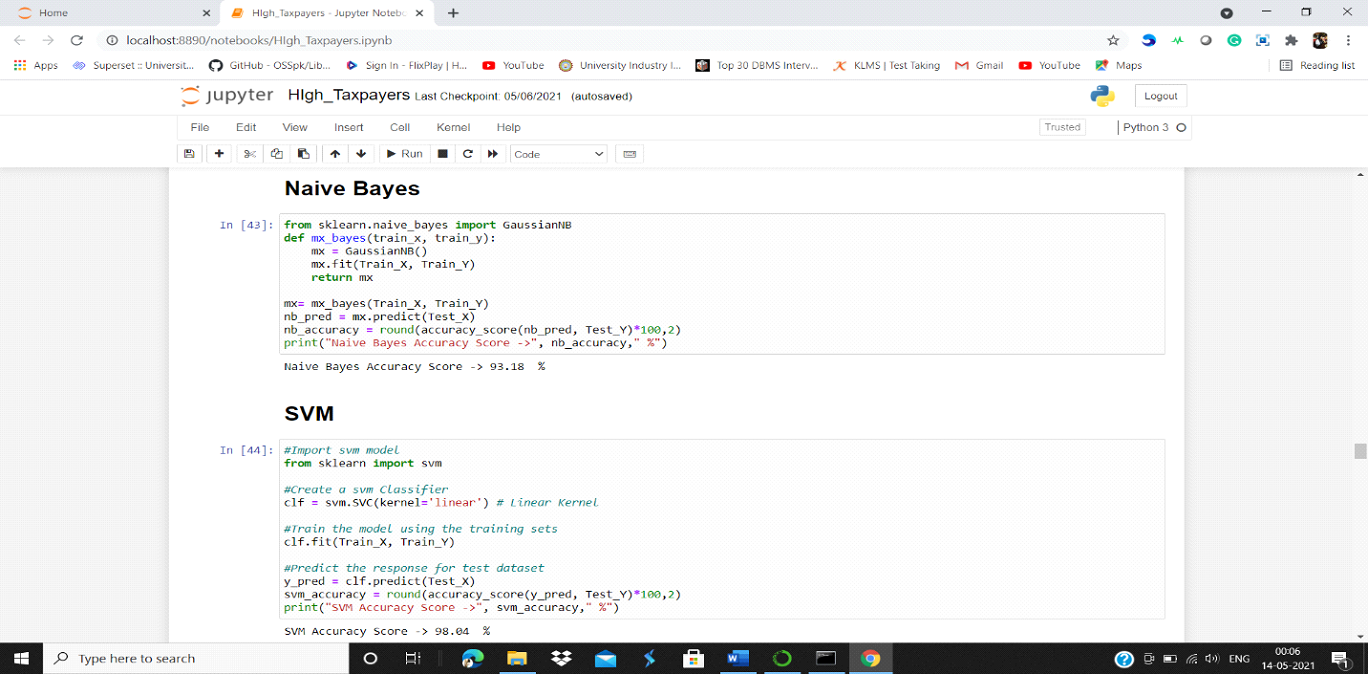 Home
HIgh_Taxpayers - Jupyter Notebo
localhost:8890/notebooks/HIgh_Taxpayers.ipynb
Apps Superset :: Universit... GitHub - OSSpk/Lib... Sign In - FlixPlay | H... YouTube University Industry I... Top 30 DBMS Interv... KLMS | Test Taking Gmail YouTube Maps Reading list
jupyter HIgh_Taxpayers Last Checkpoint: 05/06/2021 (autosaved) Logout
File Edit View Insert Cell Kernel Help Trusted Python 3
Run Code
Naive Bayes
In [43]: from sklearn.naive_bayes import GaussianNB
def mx_bayes(train_x, train_y):
mx = GaussianNB()
mx.fit(Train_X, Train_Y)
return mx
mx= mx_bayes(Train_X, Train_Y)
nb_pred = mx.predict(Test_X)
nb_accuracy = round(accuracy_score(nb_pred, Test_Y)*100,2)
print("Naive Bayes Accuracy Score ->", nb_accuracy," %")
Naive Bayes Accuracy Score -> 93.18 %
SVM
In [44]: #Import svm model
from sklearn import svm
#Create a svm Classifier
clf = svm.SVC(kernel='linear') # Linear Kernel
#Train the model using the training sets
clf.fit(Train_X, Train_Y)
#Predict the response for test dataset
y_pred = clf.predict(Test_X)
svm_accuracy = round(accuracy_score(y_pred, Test_Y)*100,2)
print("SVM Accuracy Score ->", svm_accuracy," %")
SVM Accuracy Score -> 98.04 %
Type here to search
ENG
00:06
14-05-2021
1